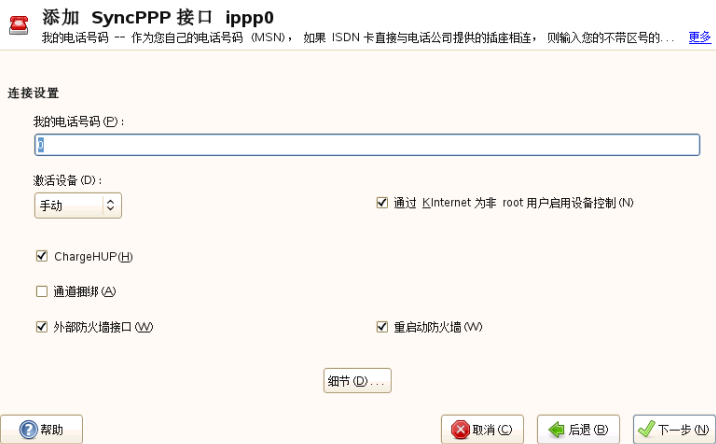 添加 SyncPPP 接口 ippp0
我的电话号码 -- 作为您自己的电话号码 (MSN)， 如果 ISDN 卡直接与电话公司提供的插座相连， 则输入您的不带区号的... 更多
连接设置
我的电话号码(P)：
0
激活设备(D)：
手动
通过 KInternet 为非 root 用户启用设备控制(N)
ChargeHUP(H)
通道捆绑(A)
外部防火墙接口(W)
重启动防火墙(W)
细节(D)...
帮助
取消(C)
后退(B)
下一步(N)